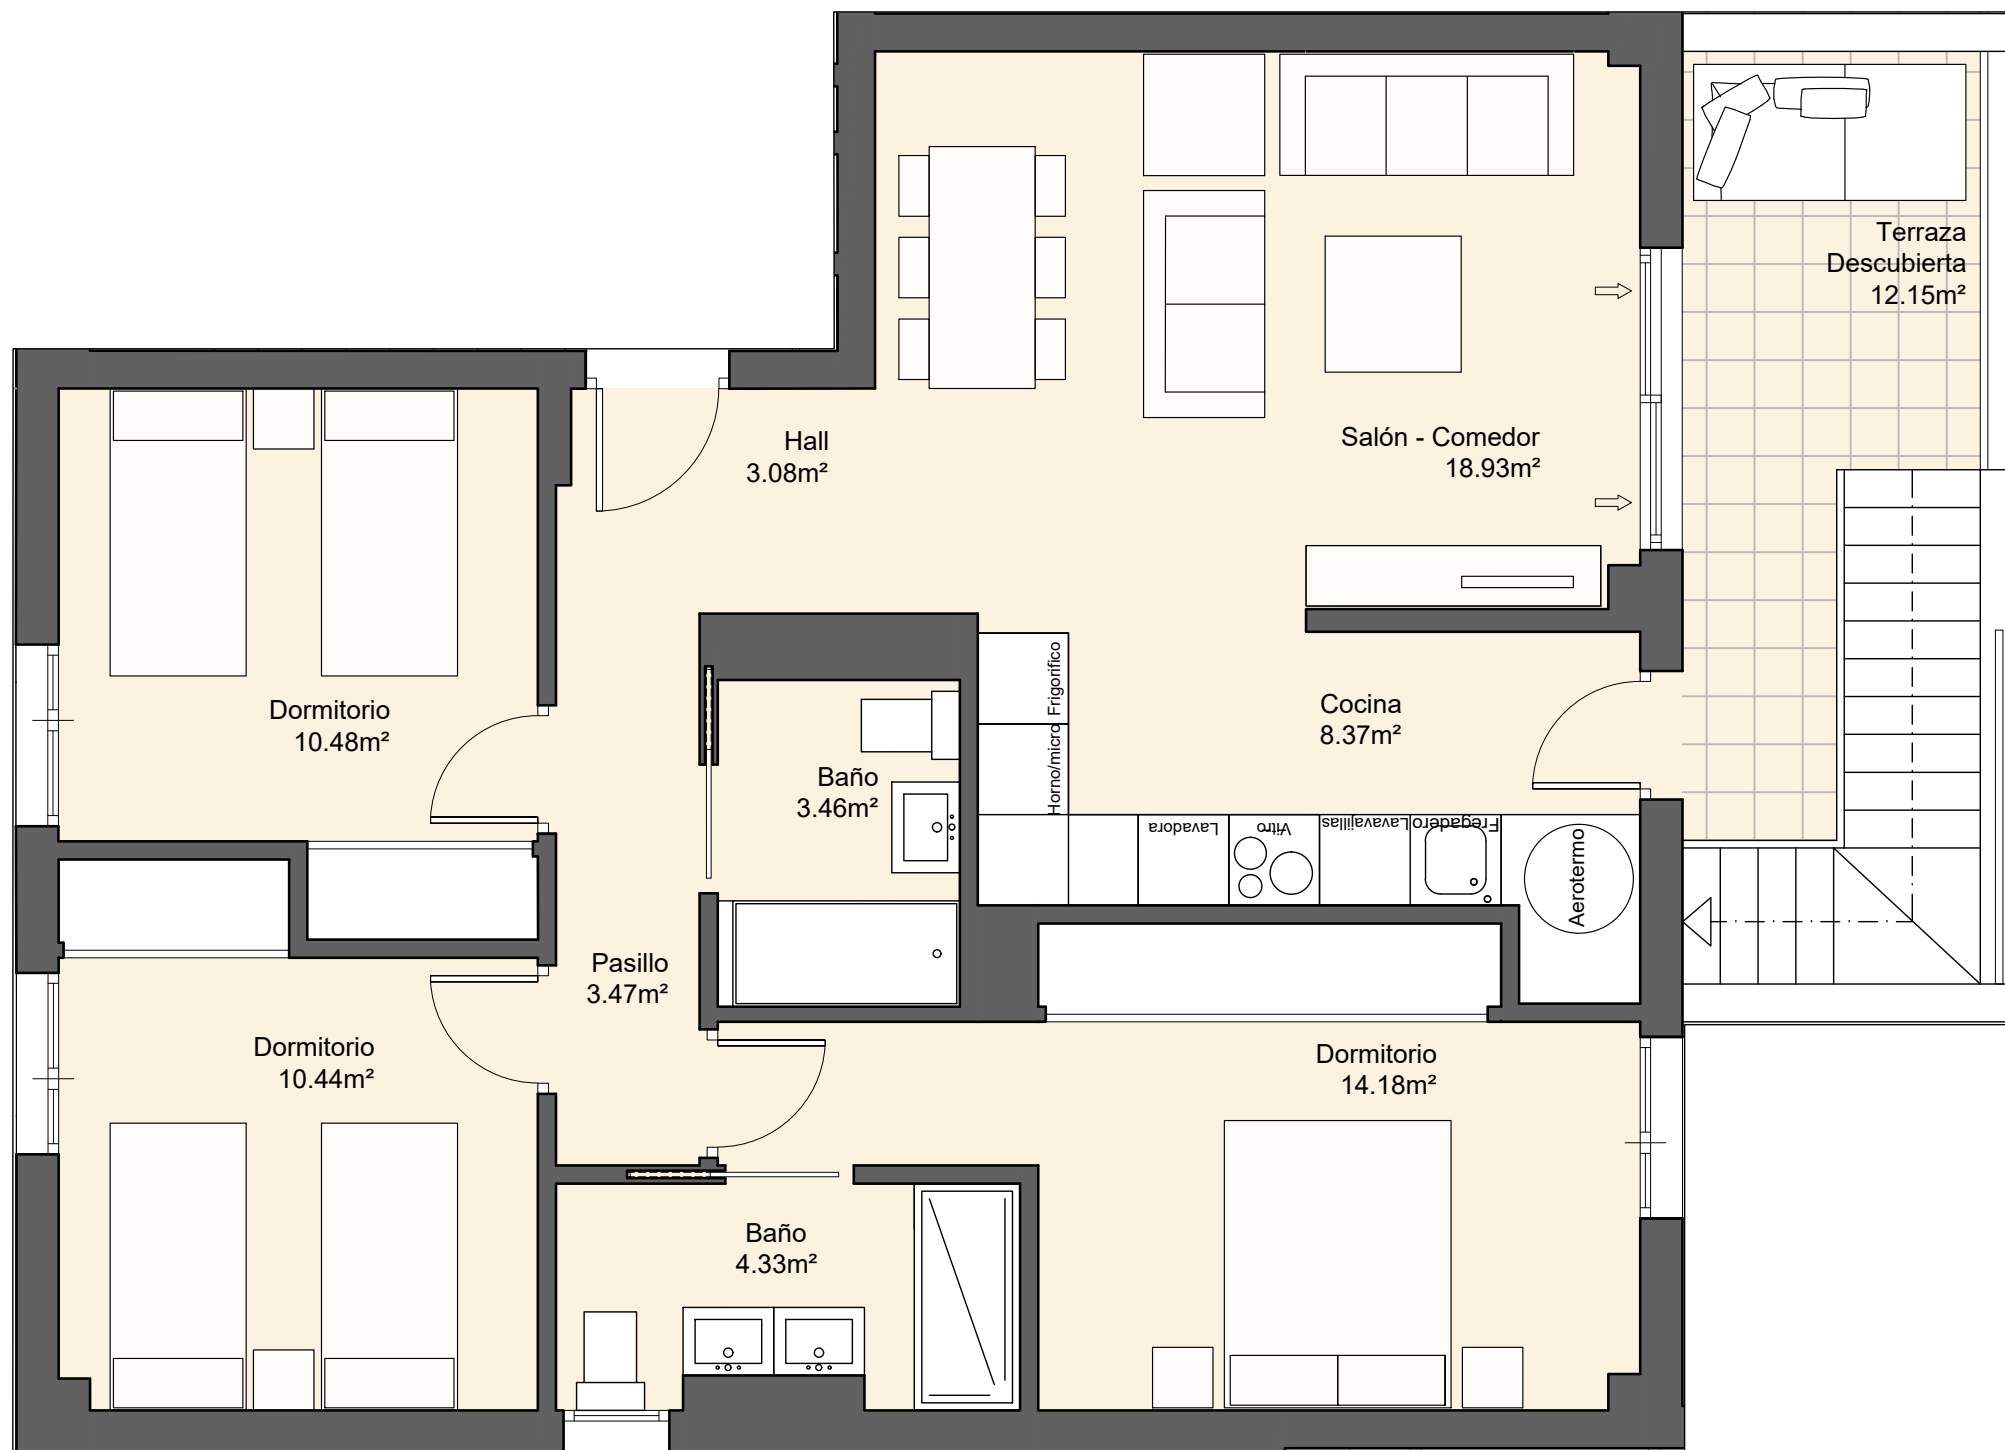 Terraza
Descubierta
12.15m²
Hall
3.08m²
Salón - Comedor
18.93m²
Dormitorio
10.48m²
Baño
3.46m²
Frigorifico
Horno/micro
Cocina
8.37m²
Lavadora
Vitro
Lavavajillas
Fregadero
Aerotermo
Pasillo
3.47m²
Dormitorio
10.44m²
Dormitorio
14.18m²
Baño
4.33m²